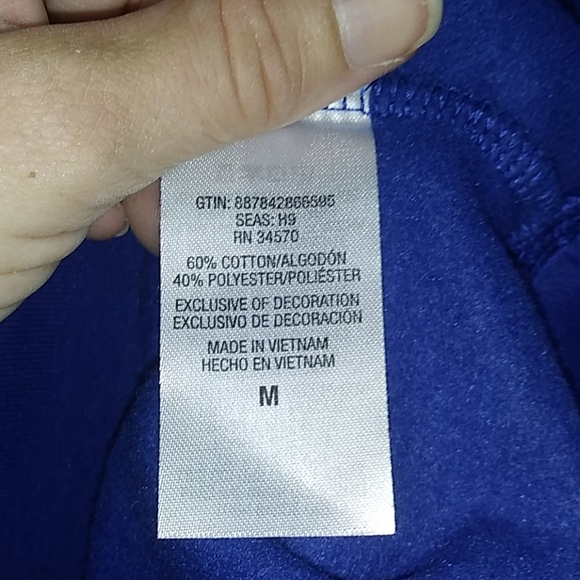 GTIN: 887842866595
SEAS: H9
RN 34570
60% COTTON/ALGODÓN
40% POLYESTER/POLIÉSTER
EXCLUSIVE OF DECORATION
EXCLUSIVO DE DECORACIÓN
MADE IN VIETNAM
HECHO EN VIETNAM
M